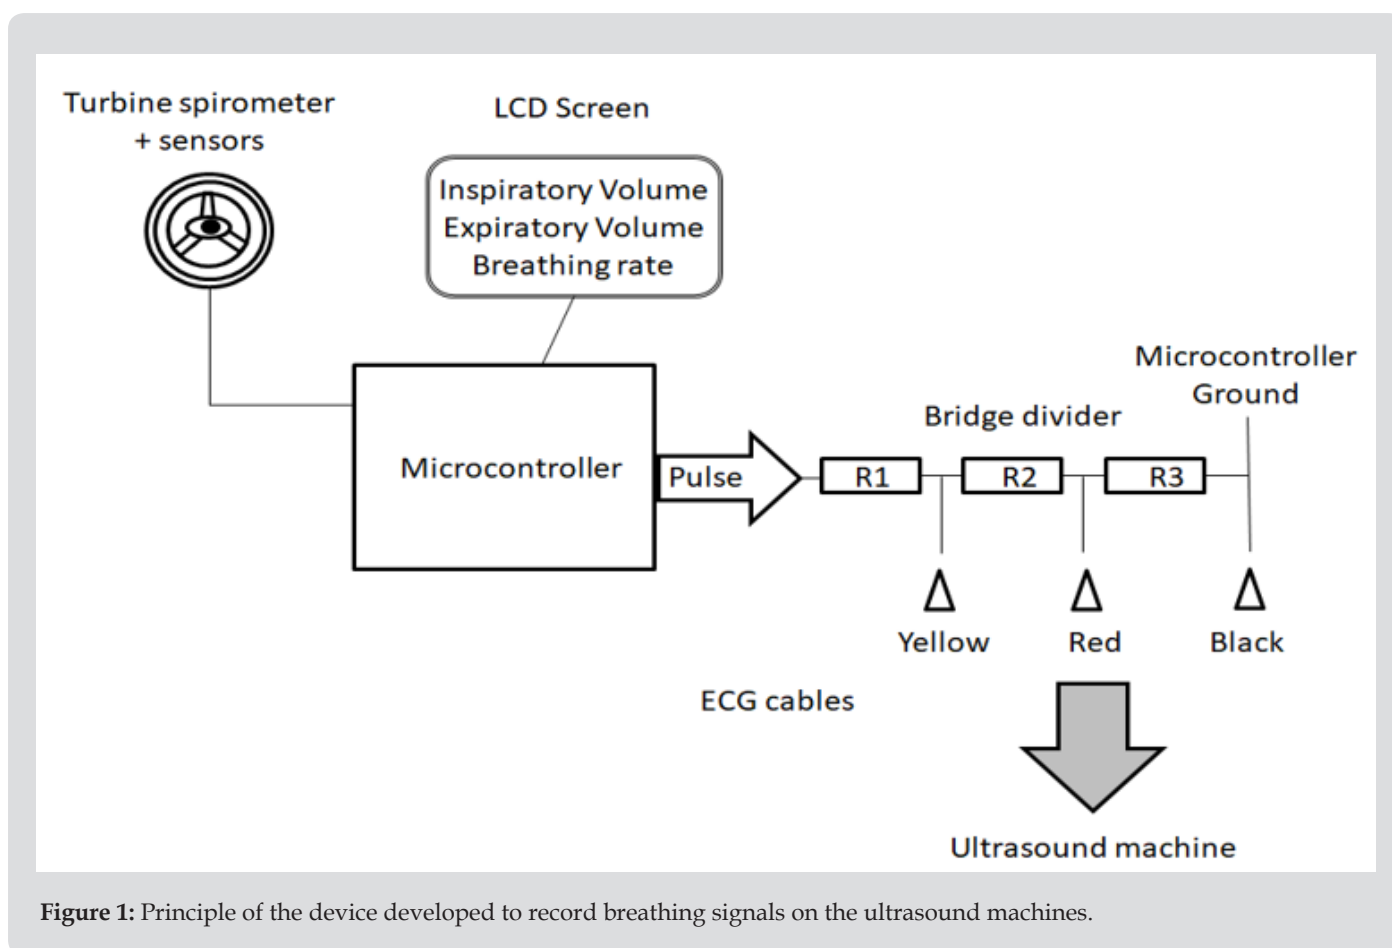 Turbine spirometer
+ sensors
LCD Screen
Inspiratory Volume
Expiratory Volume
Breathing rate
Microcontroller
Ground
Bridge divider
Microcontroller
Pulse
R1
R2
R3
Yellow
Red
Black
ECG cables
Ultrasound machine
Figure 1: Principle of the device developed to record breathing signals on the ultrasound machines.